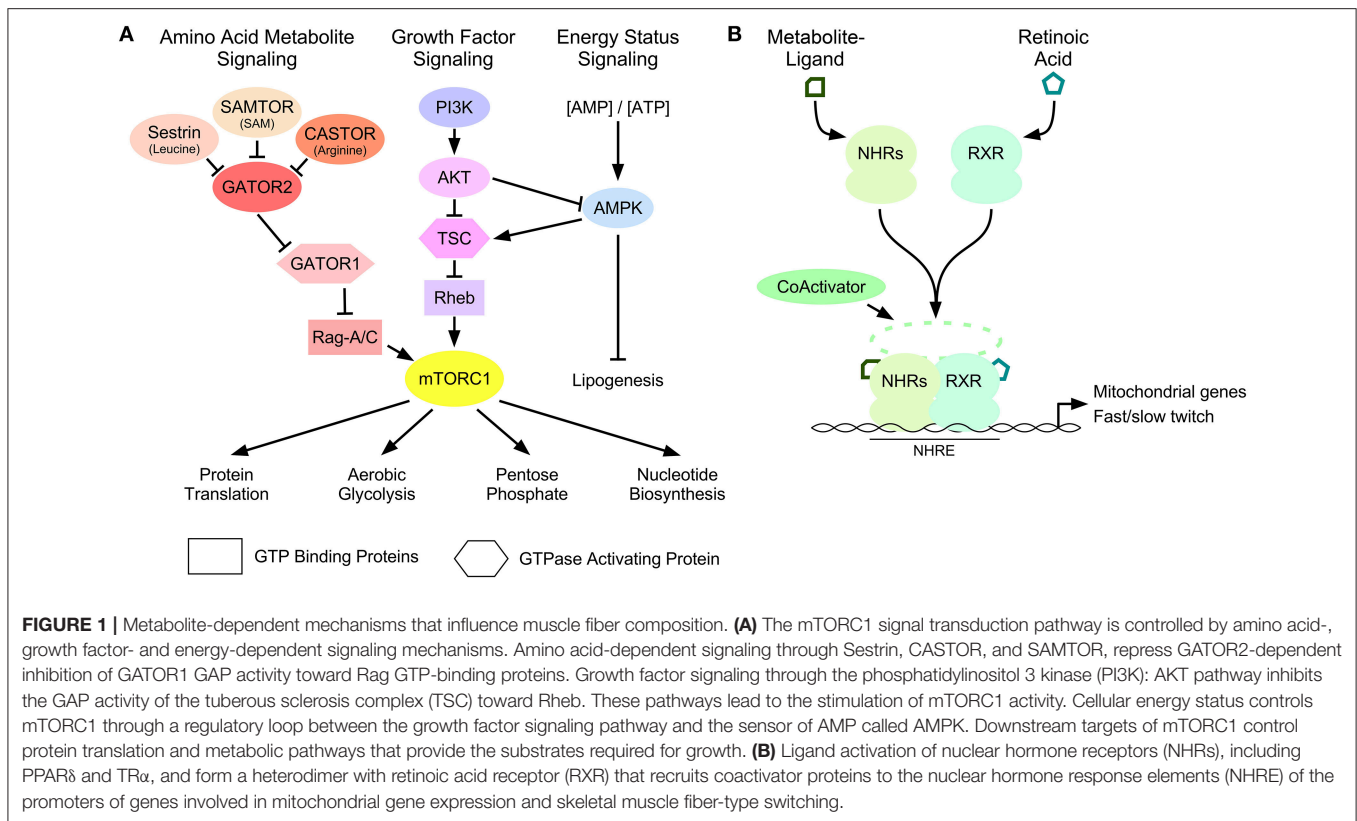 A
Amino Acid Metabolite
Signaling
Growth Factor
Signaling
Energy Status
Signaling
SAMTOR
(SAM)
Sestrin
(Leucine)
CASTOR
(Arginine)
GATOR2
GATOR1
Rag-A/C
PI3K
AKT
TSC
Rheb
mTORC1
[AMP] / [ATP]
AMPK
Lipogenesis
Protein
Translation
Aerobic
Glycolysis
Pentose
Phosphate
Nucleotide
Biosynthesis
GTP Binding Proteins
GTPase Activating Protein
B
Metabolite-
Ligand
Retinoic
Acid
NHRs
RXR
CoActivator
NHRs
RXR
Mitochondrial genes
Fast/slow twitch
NHRE
FIGURE 1 | Metabolite-dependent mechanisms that influence muscle fiber composition. (A) The mTORC1 signal transduction pathway is controlled by amino acid-,
growth factor- and energy-dependent signaling mechanisms. Amino acid-dependent signaling through Sestrin, CASTOR, and SAMTOR, repress GATOR2-dependent
inhibition of GATOR1 GAP activity toward Rag GTP-binding proteins. Growth factor signaling through the phosphatidylinositol 3 kinase (PI3K): AKT pathway inhibits
the GAP activity of the tuberous sclerosis complex (TSC) toward Rheb. These pathways lead to the stimulation of mTORC1 activity. Cellular energy status controls
mTORC1 through a regulatory loop between the growth factor signaling pathway and the sensor of AMP called AMPK. Downstream targets of mTORC1 control
protein translation and metabolic pathways that provide the substrates required for growth. (B) Ligand activation of nuclear hormone receptors (NHRs), including
PPARδ and TRα, and form a heterodimer with retinoic acid receptor (RXR) that recruits coactivator proteins to the nuclear hormone response elements (NHRE) of the
promoters of genes involved in mitochondrial gene expression and skeletal muscle fiber-type switching.